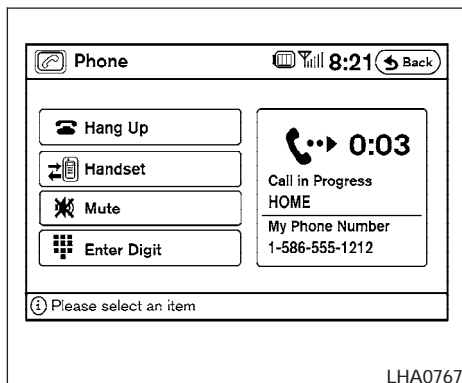 Phone 8:21 Back
Hang Up
Handset
Mute
Enter Digit
0:03
Call in Progress
HOME
My Phone Number
1-586-555-1212
i Please select an item
LHA0767